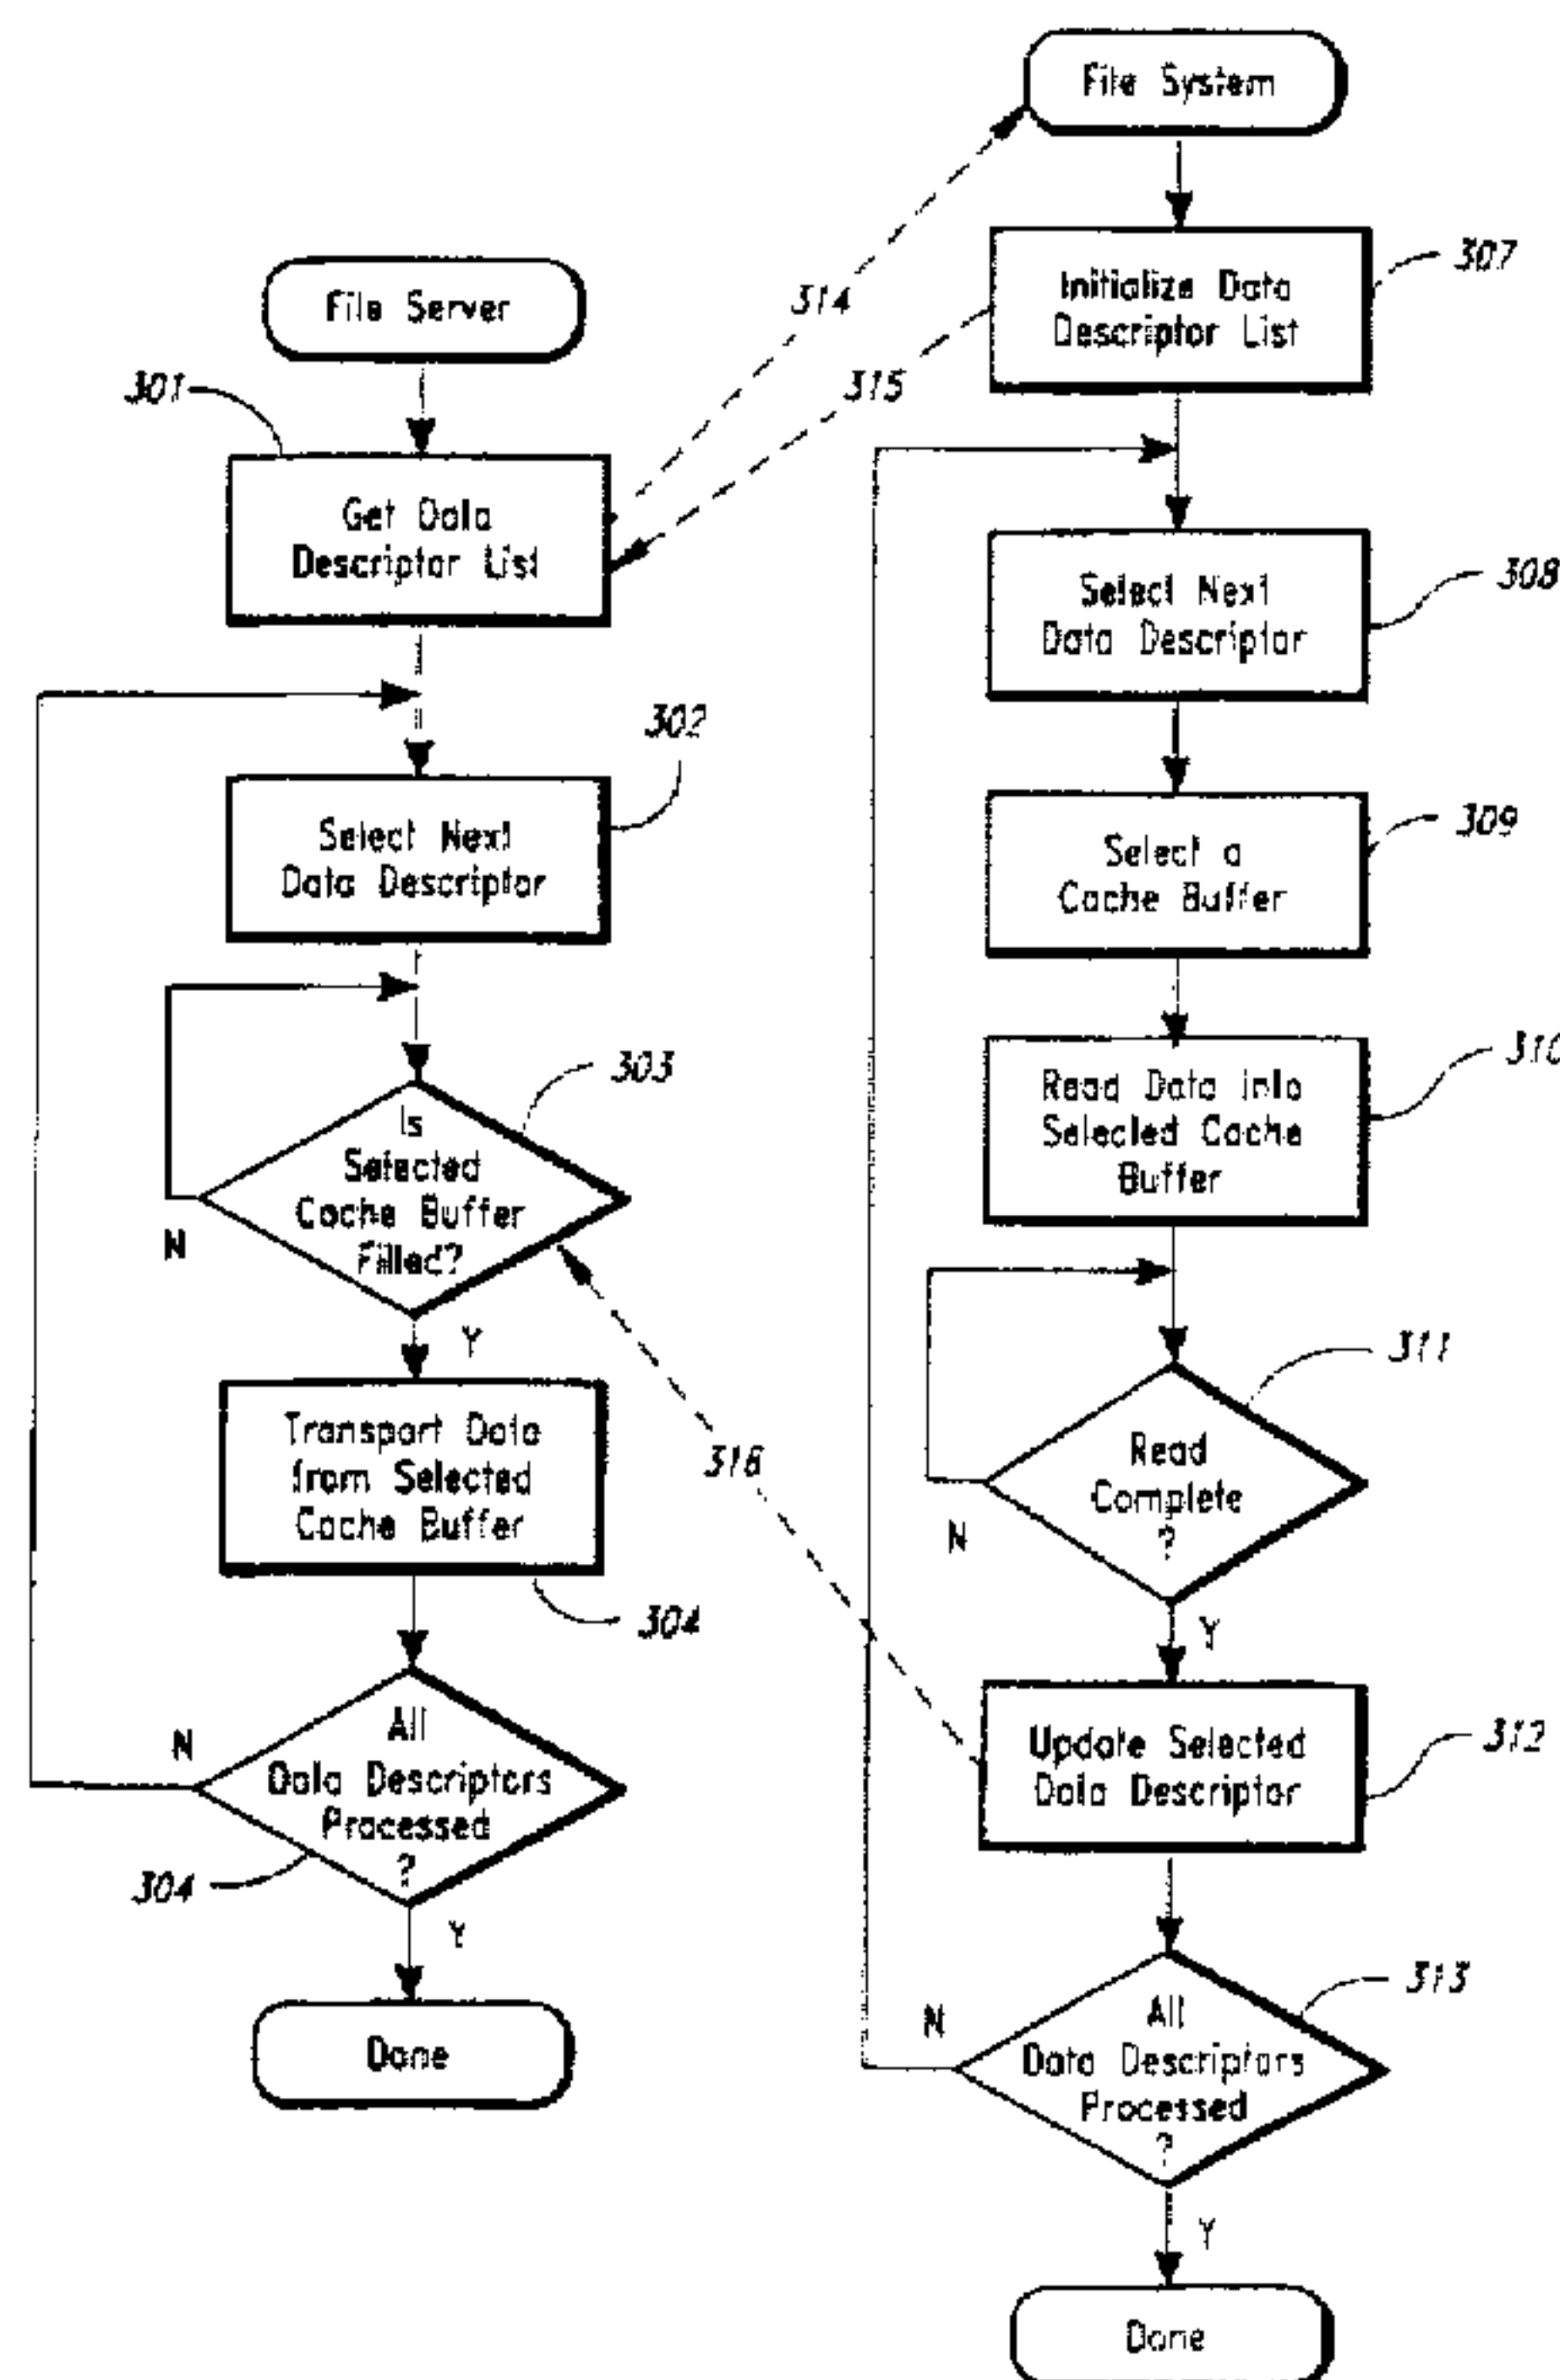 File Server
301
Get Data
Descriptor List
302
Select Next
Data Descriptor
303
Is
Selected
Cache Buffer
Filled?
N
Y
Transport Data
from Selected
Cache Buffer
304
All
Data Descriptors
Processed
?
N
304
Y
Done
314
315
316
File System
307
Initialize Data
Descriptor List
308
Select Next
Data Descriptor
309
Select a
Cache Buffer
310
Read Data into
Selected Cache
Buffer
311
Read
Complete
?
N
Y
312
Update Selected
Data Descriptor
313
All
Data Descriptors
Processed
?
N
Y
Done